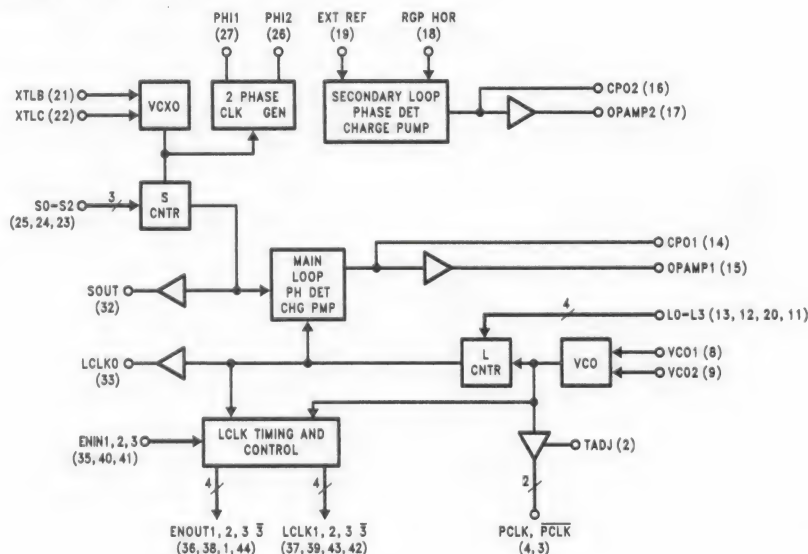 PHI1
(27)
PHI2
(26)
EXT REF
(19)
RGP HOR
(18)
XTLB (21)
XTLC (22)
VCXO
2 PHASE
CLK GEN
SECONDARY LOOP
PHASE DET
CHARGE PUMP
CPO2 (16)
OPAMP2 (17)
S0-S2
(25, 24, 23)
3
S
CNTR
MAIN
LOOP
PH DET
CHG PMP
CPO1 (14)
OPAMP1 (15)
SOUT
(32)
4
L0-L3 (13, 12, 20, 11)
LCLK0
(33)
L
CNTR
VCO
VCO1 (8)
VCO2 (9)
ENIN1, 2, 3
(35, 40, 41)
LCLK TIMING AND
CONTROL
TADJ (2)
4
4
2
ENOUT1, 2, 3 3̅
(36, 38, 1, 44)
LCLK1, 2, 3 3̅
(37, 39, 43, 42)
PCLK, P̅C̅L̅K̅
(4, 3)